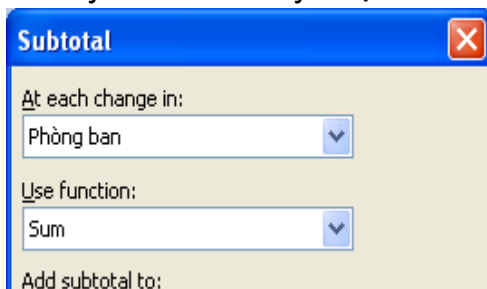 Subtotal
At each change in:
Phòng ban
Use function:
Sum
Add subtotal to: